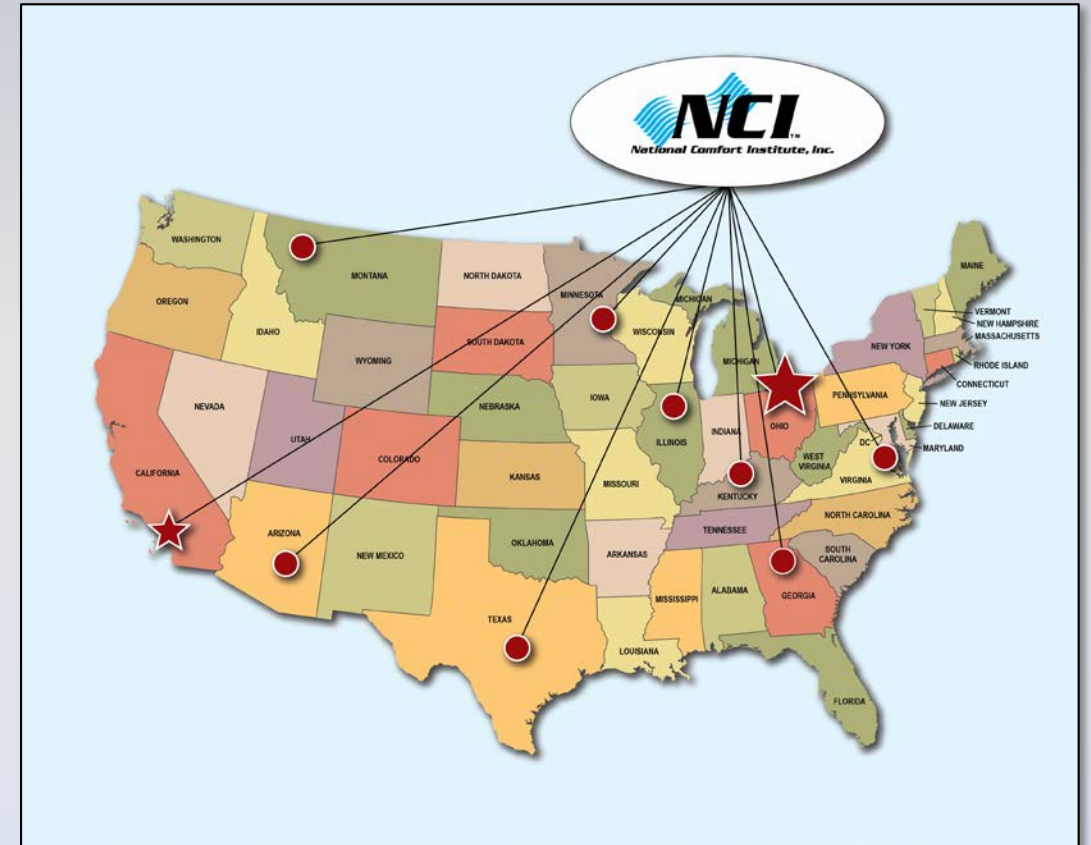 NCI™
National Comfort Institute, Inc.
WASHINGTON
MONTANA
NORTH DAKOTA
MINNESOTA
MICHIGAN
MAINE
OREGON
IDAHO
WISCONSIN
VERMONT
NEW HAMPSHIRE
MASSACHUSETTS
SOUTH DAKOTA
WYOMING
NEW YORK
MICHIGAN
RHODE ISLAND
CONNECTICUT
NEVADA
NEBRASKA
IOWA
PENNSYLVANIA
NEW JERSEY
UTAH
COLORADO
ILLINOIS
INDIANA
OHIO
DELAWARE
DC
MARYLAND
WEST
VIRGINIA
CALIFORNIA
KANSAS
MISSOURI
VIRGINIA
KENTUCKY
NORTH CAROLINA
ARIZONA
TENNESSEE
OKLAHOMA
NEW MEXICO
ARKANSAS
SOUTH
CAROLINA
MISSISSIPPI
ALABAMA
GEORGIA
TEXAS
LOUISIANA
FLORIDA